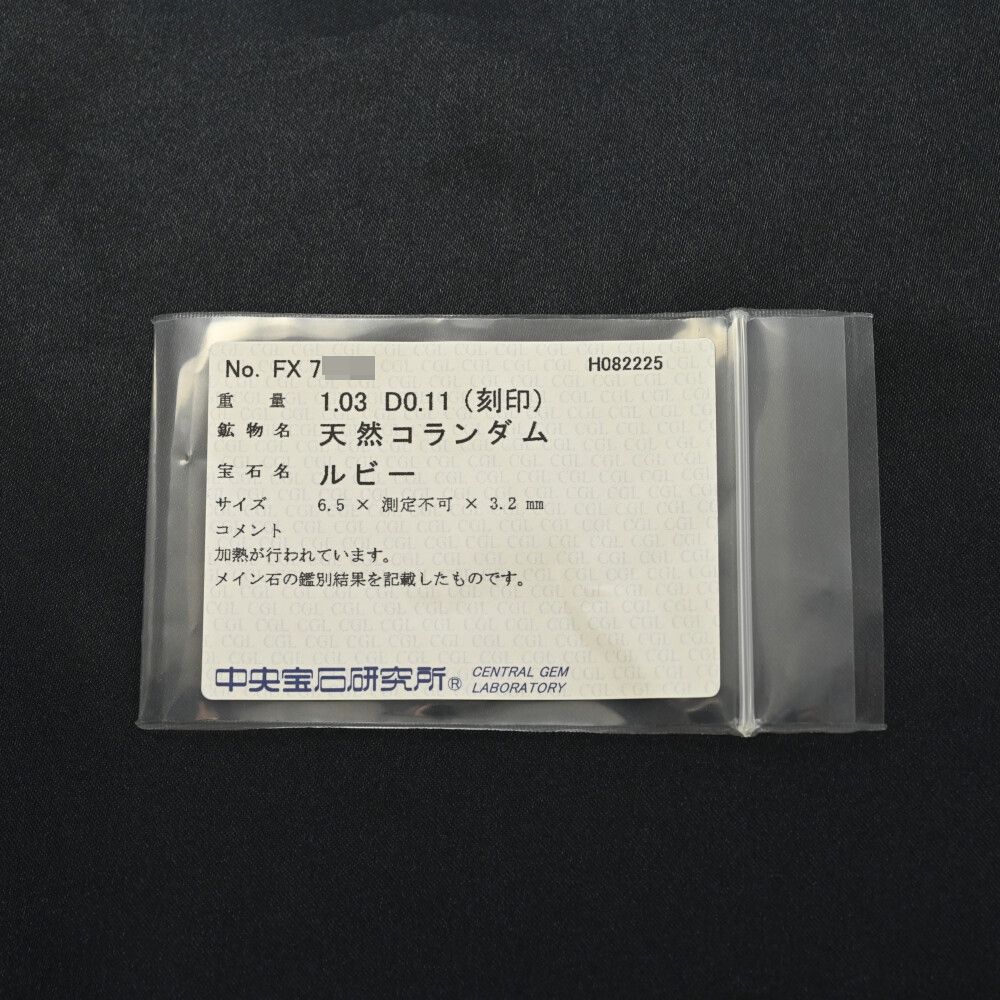 No. FX 7
H082225
重量 1.03 D0.11 (刻印)
鉱物名 天然コランダム
宝石名 ルビー
サイズ 6.5 × 測定不可 × 3.2 mm
コメント
加熱が行われています。
メイン石の鑑別結果を記載したものです。
中央宝石研究所® CENTRAL GEM
LABORATORY